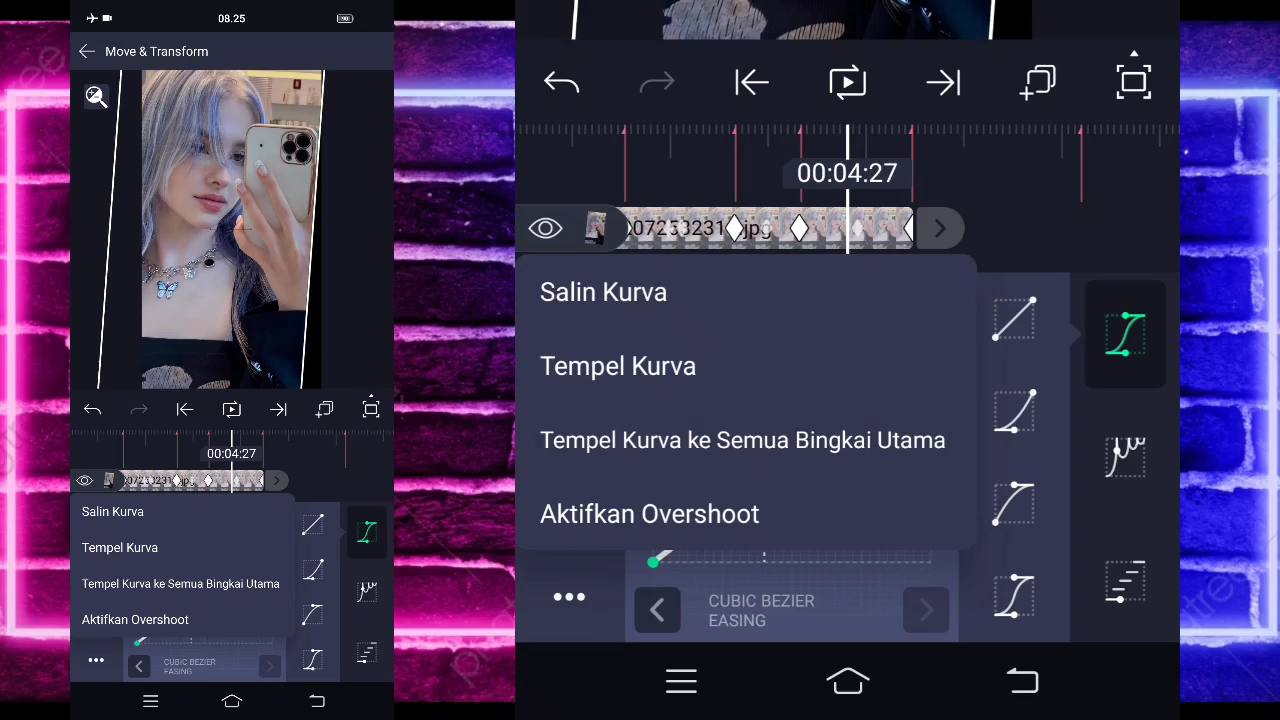 08.25
90
Move & Transform
00:04:27
Salin Kurva
Tempel Kurva
Tempel Kurva ke Semua Bingkai Utama
Aktifkan Overshoot
CUBIC BEZIER
EASING
00:04:27
Salin Kurva
Tempel Kurva
Tempel Kurva ke Semua Bingkai Utama
Aktifkan Overshoot
CUBIC BEZIER
EASING